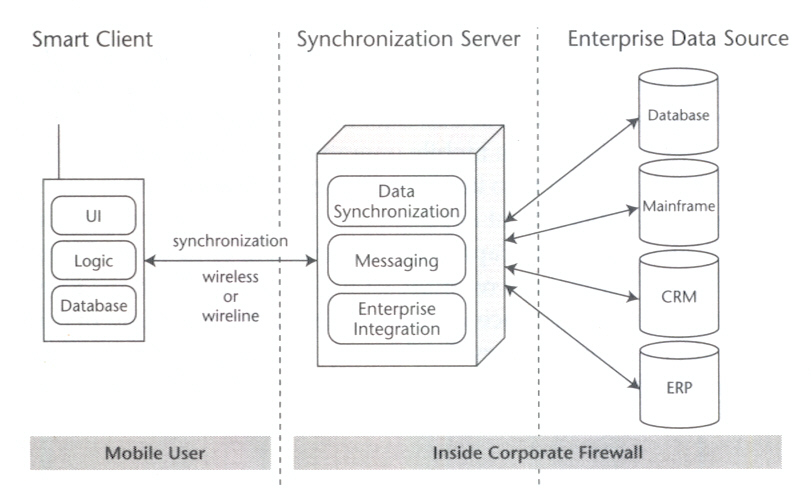 Smart Client
Synchronization Server
Enterprise Data Source
UI
Logic
Database
synchronization
wireless
or
wireline
Data
Synchronization
Messaging
Enterprise
Integration
Database
Mainframe
CRM
ERP
Mobile User
Inside Corporate Firewall